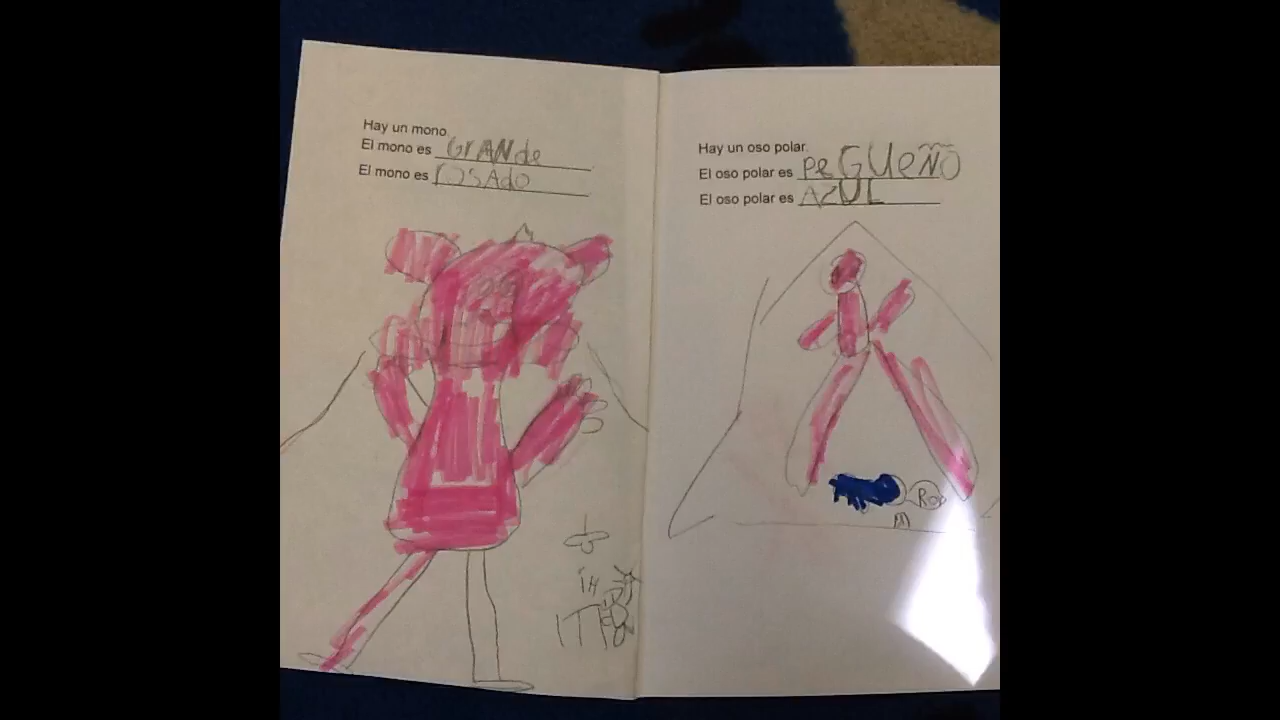 Hay un mono.
El mono es GrANde
El mono es rOSAdo
Hay un oso polar.
El oso polar es PeGUeÑO
El oso polar es AZUL